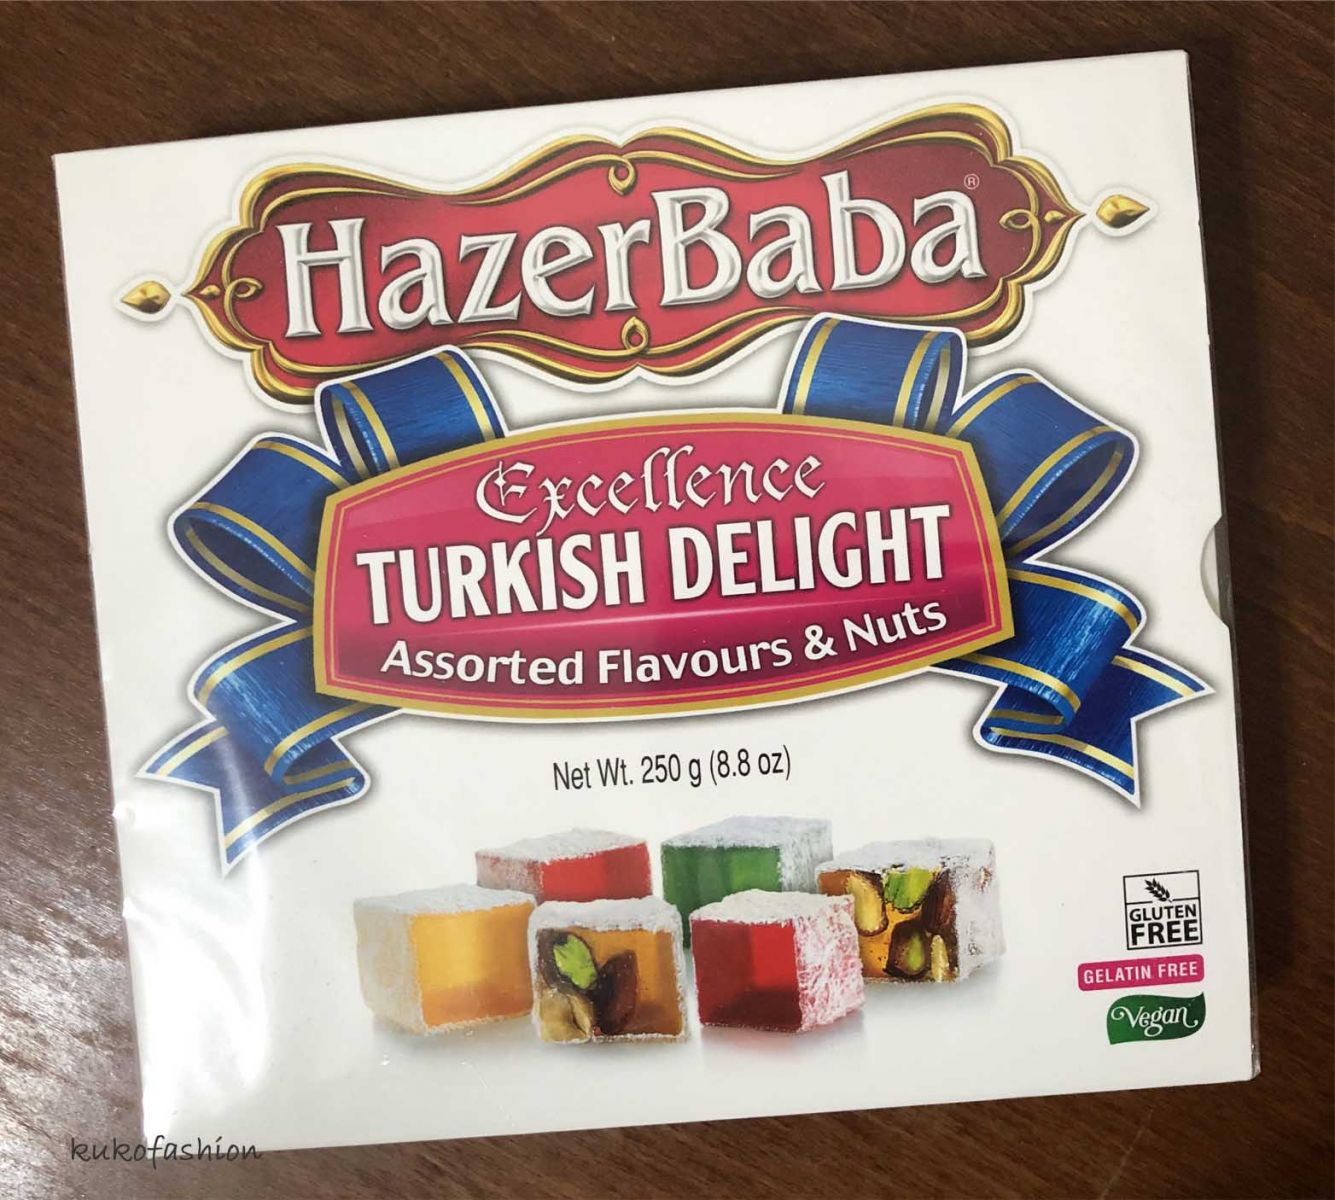 HazerBaba®
Excellence
TURKISH DELIGHT
Assorted Flavours & Nuts
Net Wt. 250 g (8.8 oz)
GLUTEN
FREE
GELATIN FREE
Vegan
kukofashion